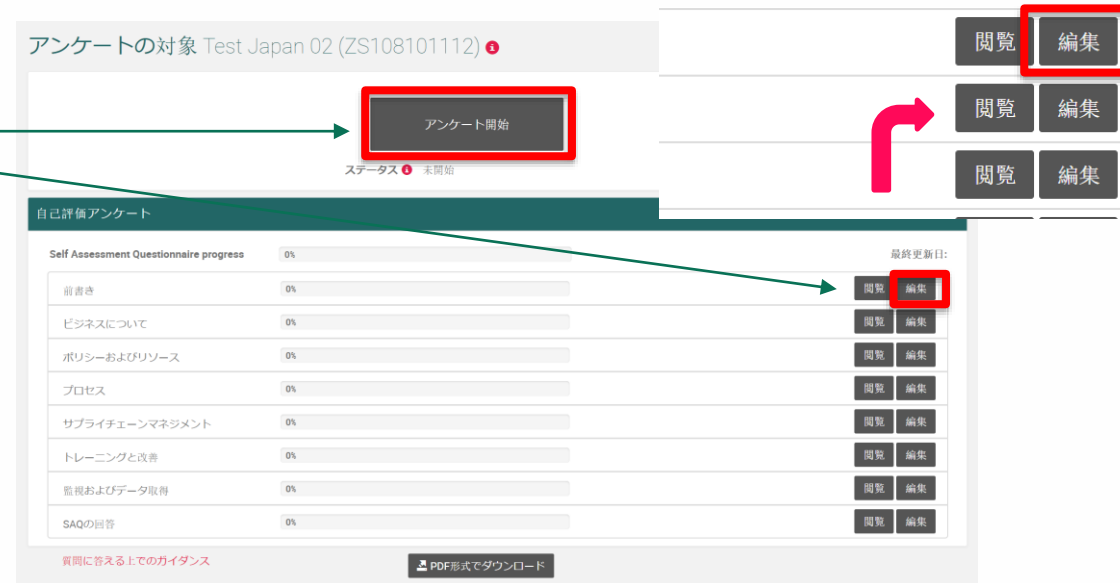 アンケートの対象 Test Japan 02 (ZS108101112)
閲覧 編集
閲覧 編集
閲覧 編集
アンケート開始
ステータス 未開始
自己評価アンケート
Self Assessment Questionnaire progress 0% 最終更新日:
前書き 0% 閲覧 編集
ビジネスについて 0% 閲覧 編集
ポリシーおよびリソース 0% 閲覧 編集
プロセス 0% 閲覧 編集
サプライチェーンマネジメント 0% 閲覧 編集
トレーニングと改善 0% 閲覧 編集
監視およびデータ取得 0% 閲覧 編集
SAQの回答 0% 閲覧 編集
質問に答える上でのガイダンス PDF形式でダウンロード